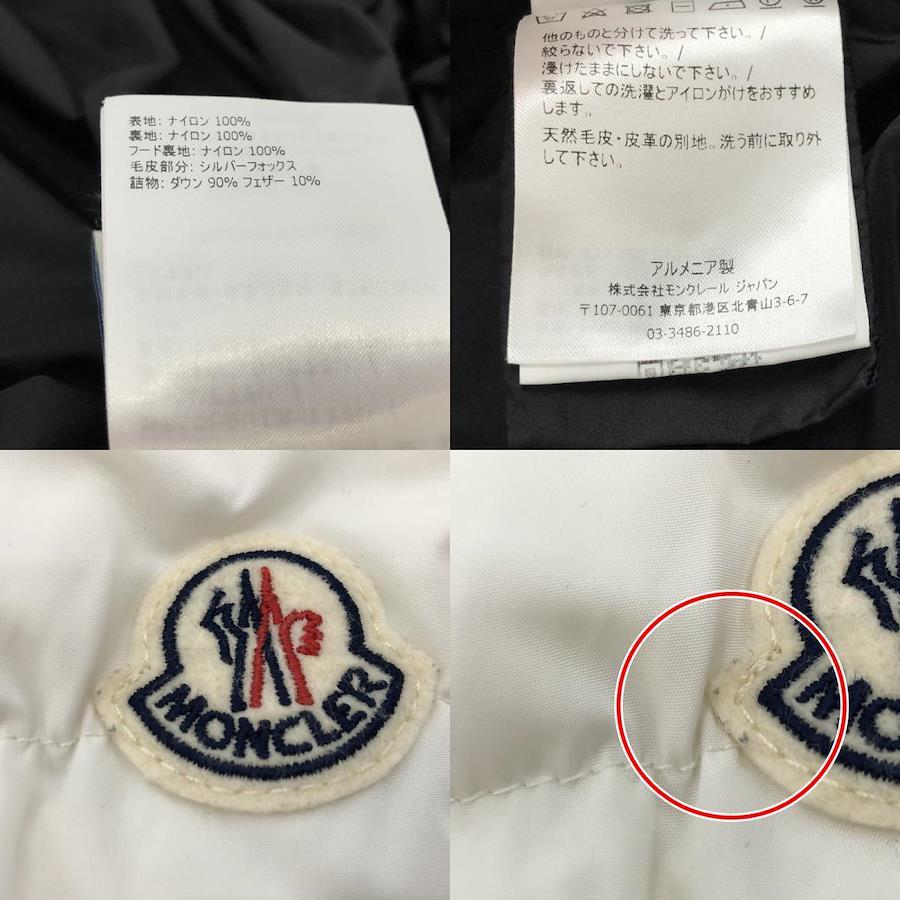 表地: ナイロン 100%
裏地: ナイロン 100%
フード裏地: ナイロン 100%
毛皮部分: シルバーフォックス
詰物: ダウン 90% フェザー 10%
他のものと分けて洗って下さい。/
絞らないで下さい。/
浸けたままにしないで下さい。/
裏返しての洗濯とアイロンがけをおすすめ
します。/
天然毛皮・皮革の別地。洗う前に取り外
して下さい。
アルメニア製
株式会社モンクレール ジャパン
〒107-0061 東京都港区北青山3-6-7
03-3486-2110
MONCLER
MO